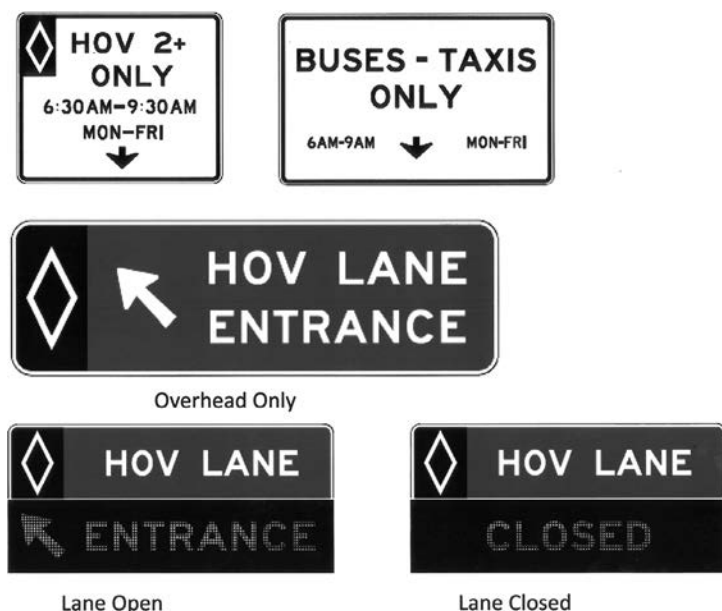 HOV 2+
ONLY
6:30AM-9:30AM
MON-FRI
BUSES - TAXIS
ONLY
6AM-9AM MON-FRI
HOV LANE
ENTRANCE
Overhead Only
HOV LANE
ENTRANCE
Lane Open
HOV LANE
CLOSED
Lane Closed